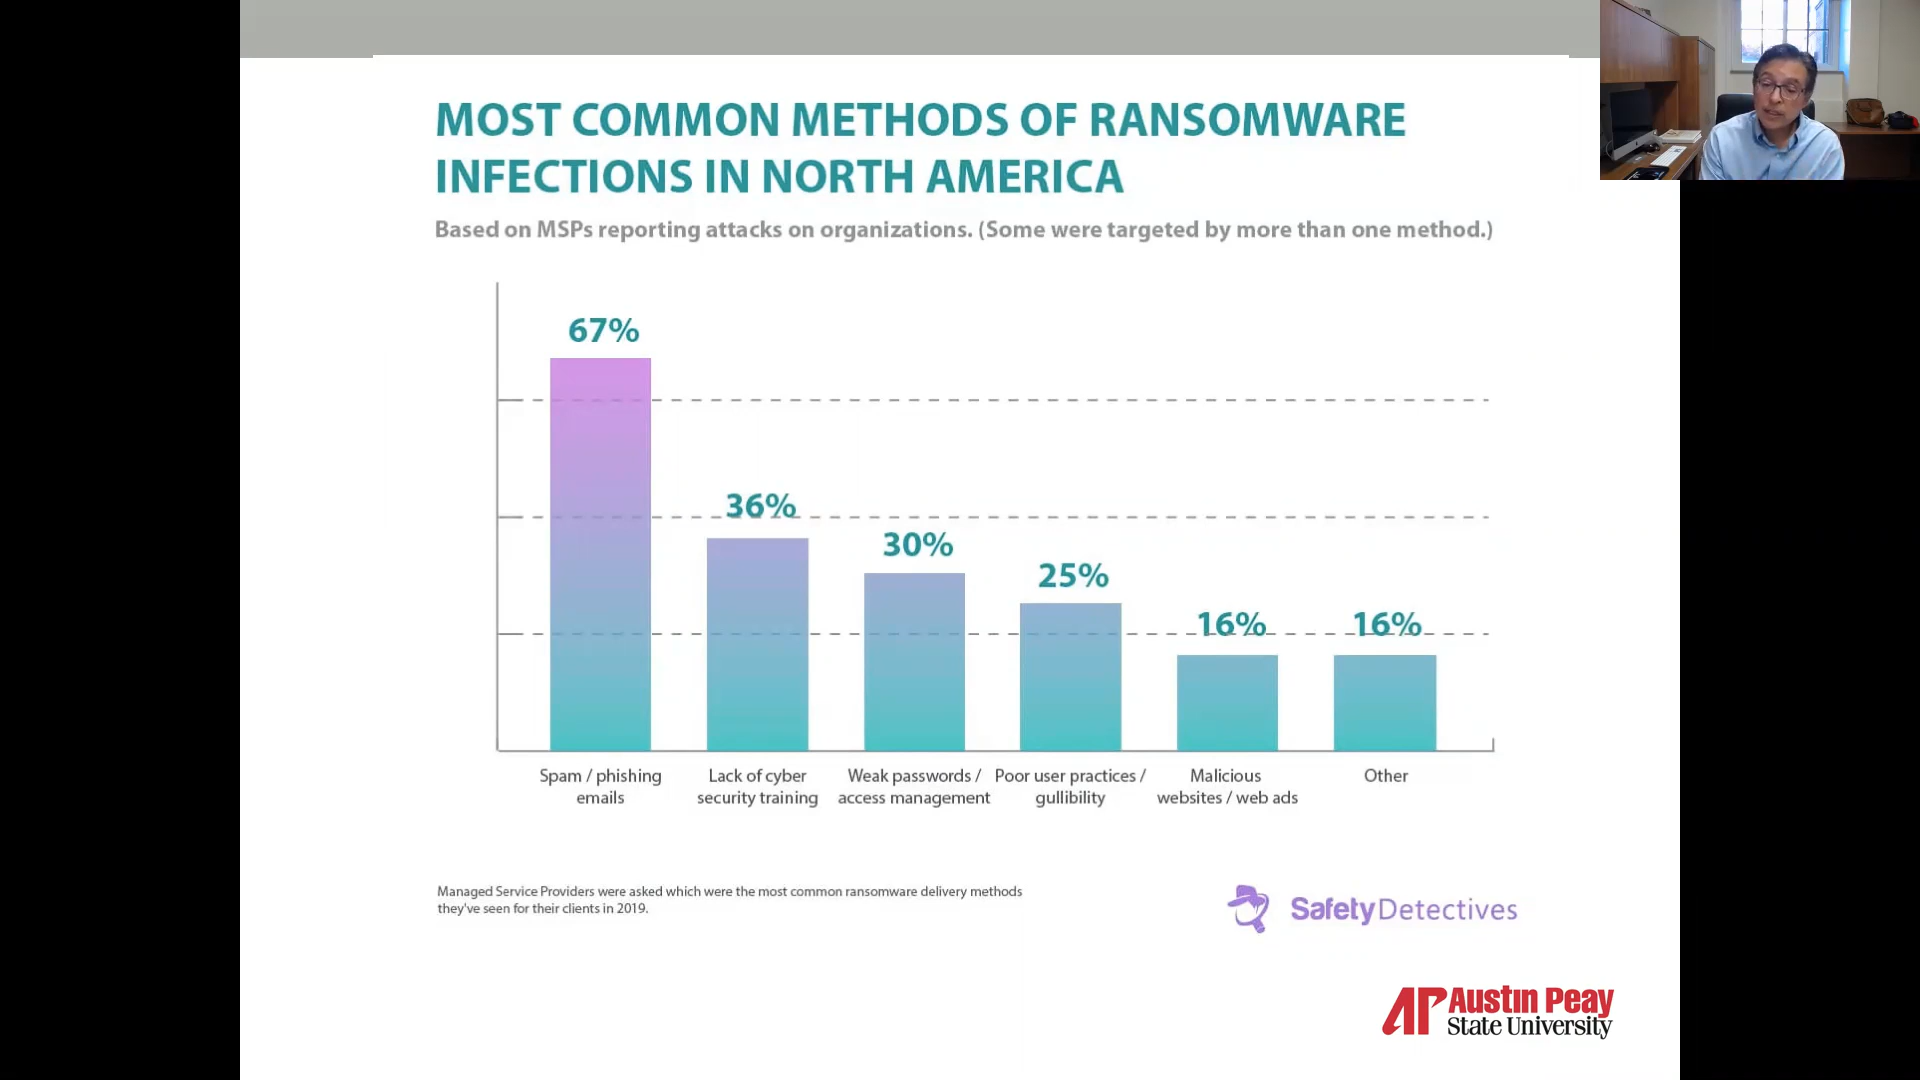 MOST COMMON METHODS OF RANSOMWARE
INFECTIONS IN NORTH AMERICA
Based on MSPs reporting attacks on organizations. (Some were targeted by more than one method.)
67%
36%
30%
25%
16%
16%
Spam / phishing
emails
Lack of cyber
security training
Weak passwords /
access management
Poor user practices /
gullibility
Malicious
websites / web ads
Other
Managed Service Providers were asked which were the most common ransomware delivery methods
they've seen for their clients in 2019.
SafetyDetectives
AP Austin Peay
State University